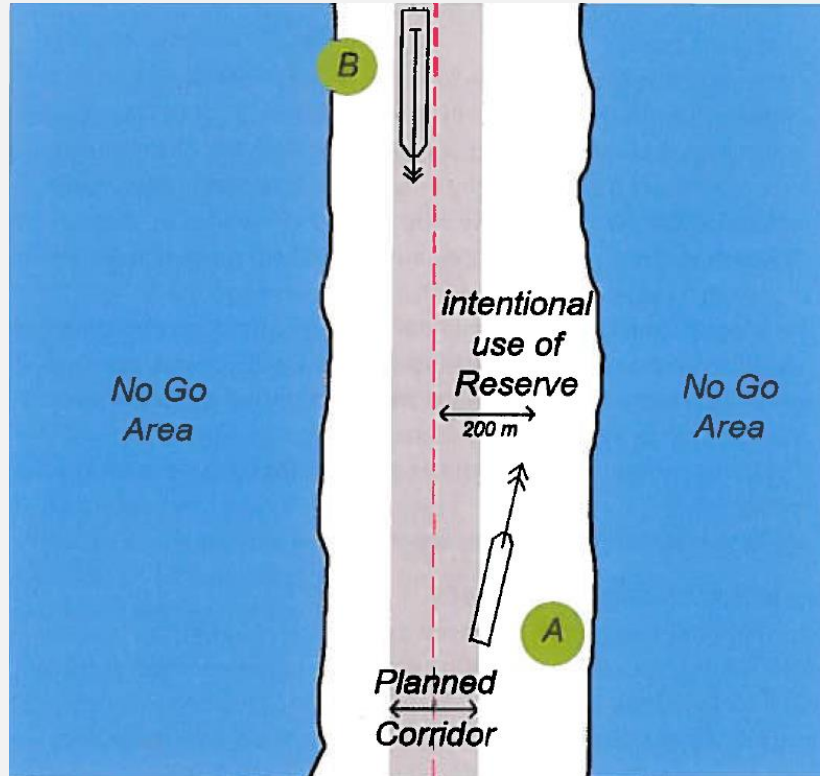 B
intentional
use of
Reserve
200 m
No Go
Area
No Go
Area
A
Planned
Corridor